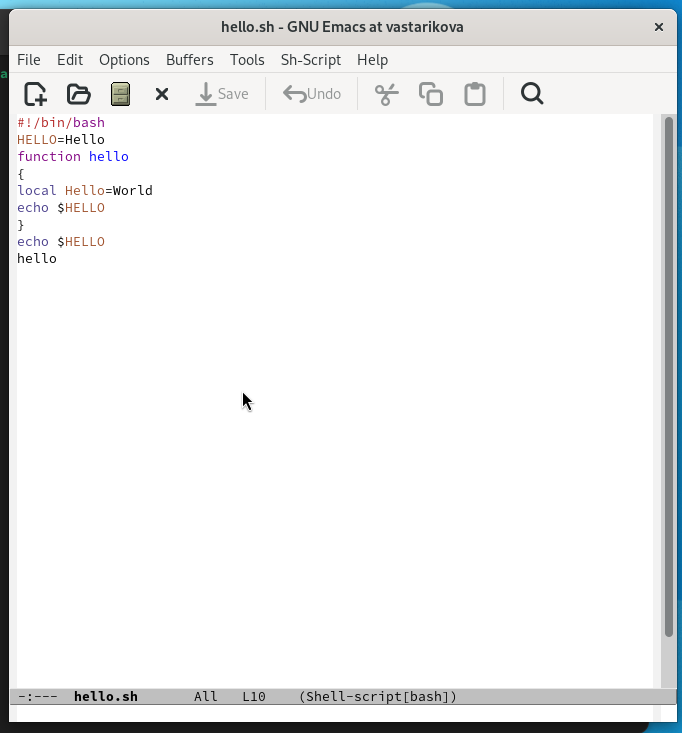 hello.sh - GNU Emacs at vastarikova ×
File Edit Options Buffers Tools Sh-Script Help
Save Undo
a
#!/bin/bash
HELLO=Hello
function hello
{
local Hello=World
echo $HELLO
}
echo $HELLO
hello
-:--- hello.sh All L10 (Shell-script[bash])